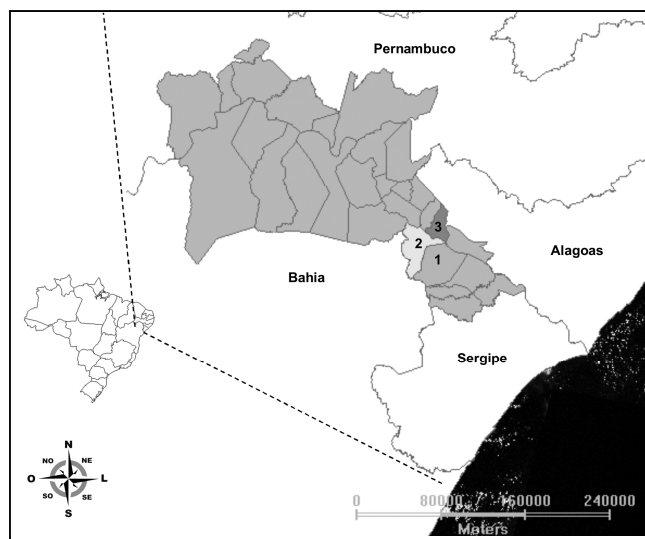 Pernambuco
3
2
Alagoas
1
Bahia
Sergipe
N
NO NE
O L
SO SE
S
0 80000 160000 240000
Meters